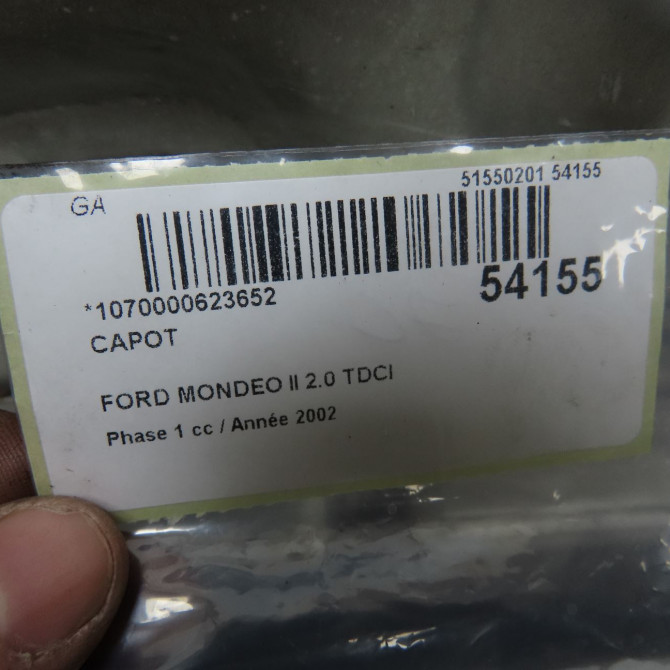 GA
51550201 54155
*1070000623652
54155
CAPOT
FORD MONDEO II 2.0 TDCI
Phase 1 cc / Année 2002